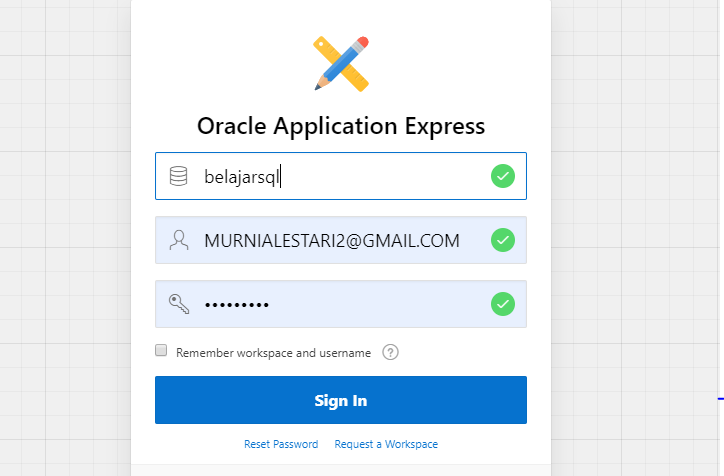 Oracle Application Express
belajarsql
MURNIALESTARI2@GMAIL.COM
•••••••••
Remember workspace and username ?
Sign In
Reset Password Request a Workspace